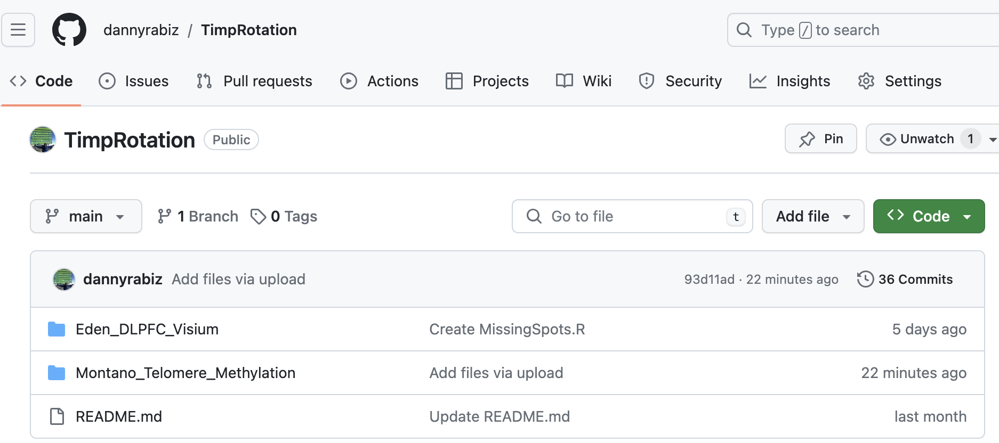 dannyrabiz / TimpRotation
Type / to search
Code Issues Pull requests Actions Projects Wiki Security Insights Settings
TimpRotation Public
Pin Unwatch 1
main 1 Branch 0 Tags
Go to file t Add file Code
dannyrabiz Add files via upload 93d11ad · 22 minutes ago 36 Commits
Eden_DLPFC_Visium Create MissingSpots.R 5 days ago
Montano_Telomere_Methylation Add files via upload 22 minutes ago
README.md Update README.md last month